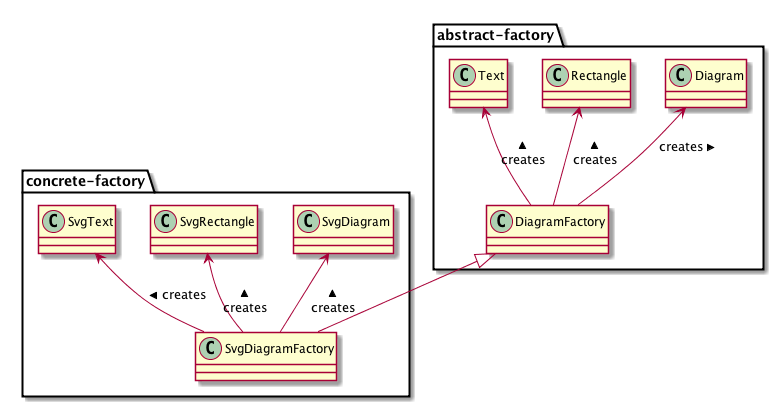 abstract-factory
C Text
C Rectangle
C Diagram
creates
creates
creates
C DiagramFactory
concrete-factory
C SvgText
C SvgRectangle
C SvgDiagram
creates
creates
creates
C SvgDiagramFactory